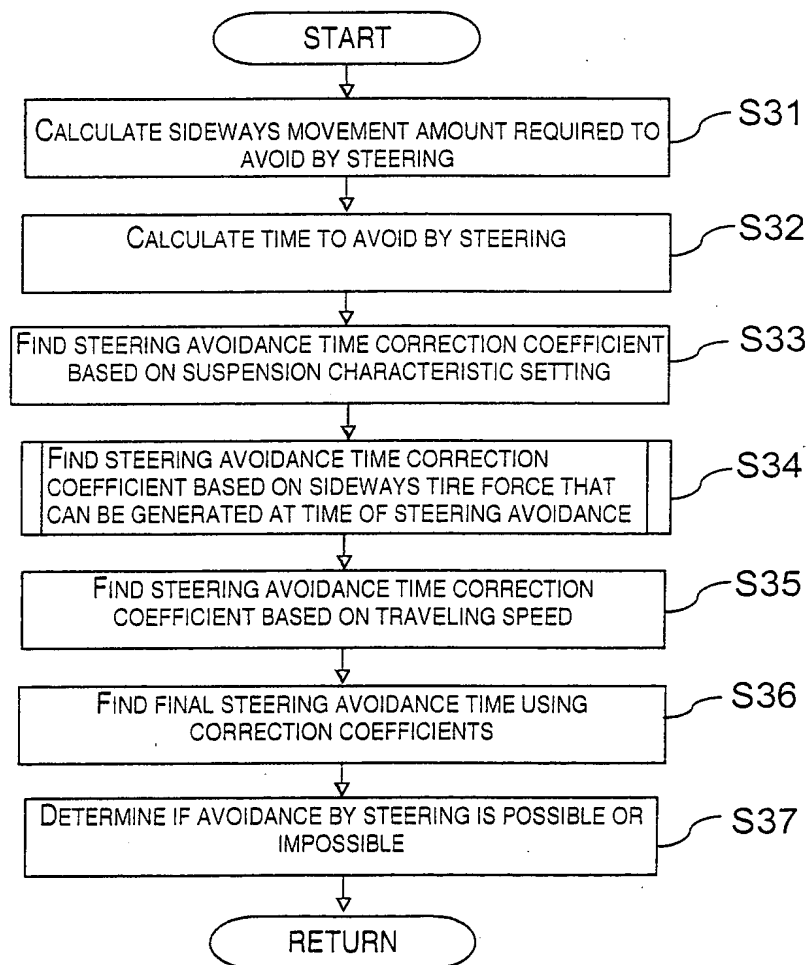 START
CALCULATE SIDEWAYS MOVEMENT AMOUNT REQUIRED TO
AVOID BY STEERING
S31
CALCULATE TIME TO AVOID BY STEERING
S32
FIND STEERING AVOIDANCE TIME CORRECTION COEFFICIENT
BASED ON SUSPENSION CHARACTERISTIC SETTING
S33
FIND STEERING AVOIDANCE TIME CORRECTION
COEFFICIENT BASED ON SIDEWAYS TIRE FORCE THAT
CAN BE GENERATED AT TIME OF STEERING AVOIDANCE
S34
FIND STEERING AVOIDANCE TIME CORRECTION
COEFFICIENT BASED ON TRAVELING SPEED
S35
FIND FINAL STEERING AVOIDANCE TIME USING
CORRECTION COEFFICIENTS
S36
DETERMINE IF AVOIDANCE BY STEERING IS POSSIBLE OR
IMPOSSIBLE
S37
RETURN